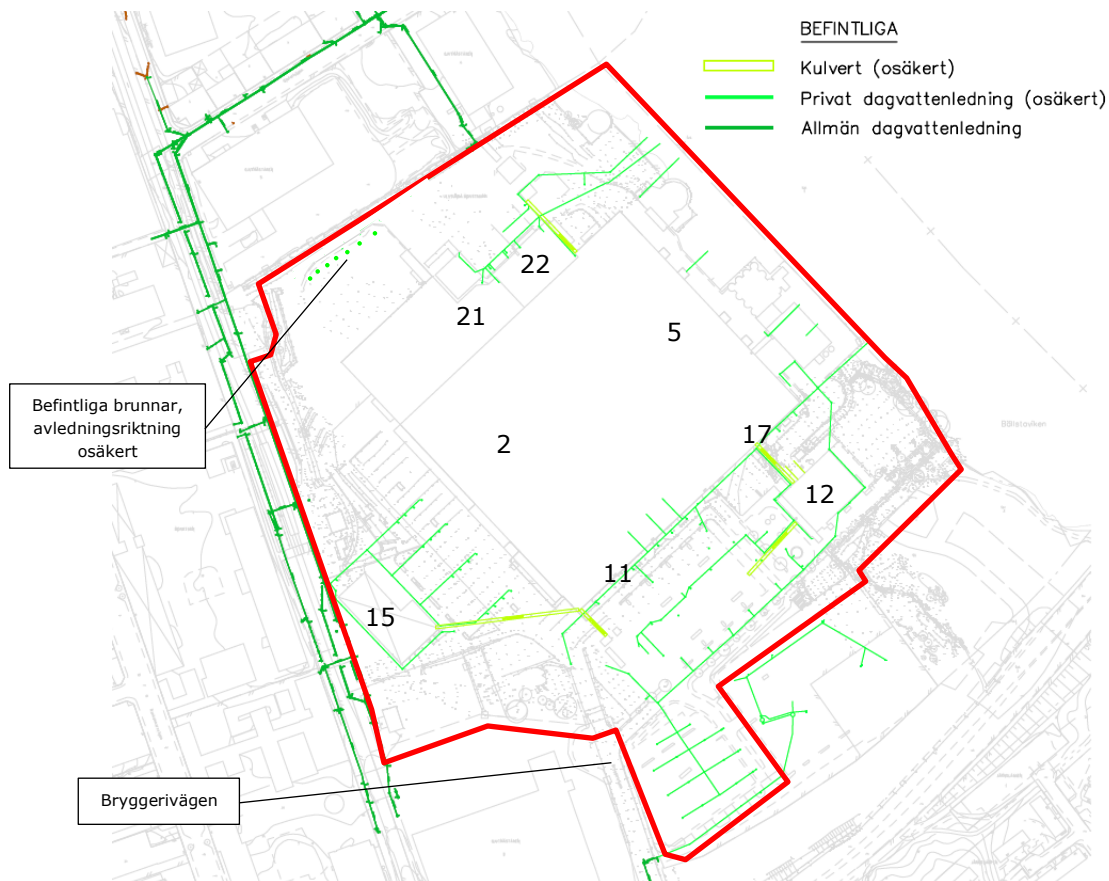 BEFINTLIGA
Kulvert (osäkert)
Privat dagvattenledning (osäkert)
Allmän dagvattenledning
22
21
5
Befintliga brunnar,
avledningsriktning
osäkert
2
17
12
11
15
Bryggerivägen